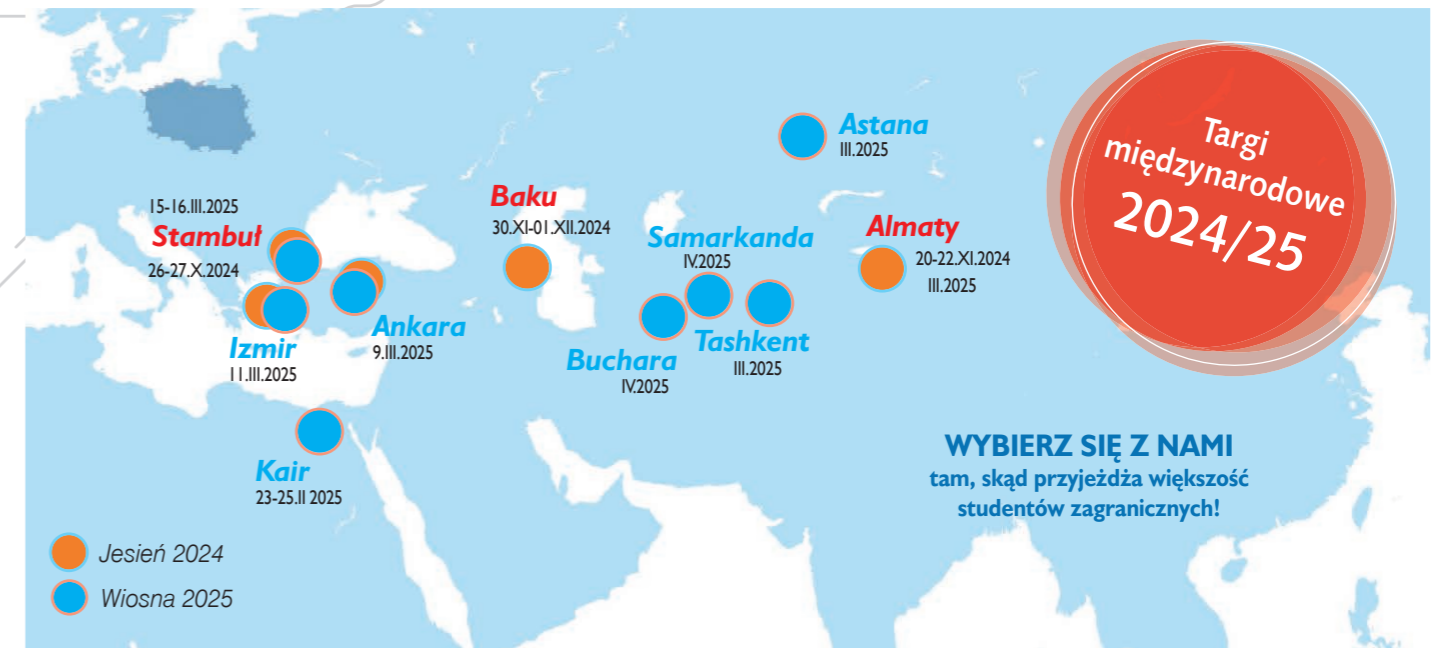 Targi
międzynarodowe
2024/25
Astana
III.2025
Baku
30.XI-01.XII.2024
15-16.III.2025
Stambuł
26-27.X.2024
Samarkanda
IV.2025
Almaty
20-22.XI.2024
III.2025
Ankara
9.III.2025
Izmir
11.III.2025
Buchara
IV.2025
Tashkent
III.2025
Kair
23-25.II 2025
WYBIERZ SIĘ Z NAMI
tam, skąd przyjeżdża większość
studentów zagranicznych!
Jesień 2024
Wiosna 2025